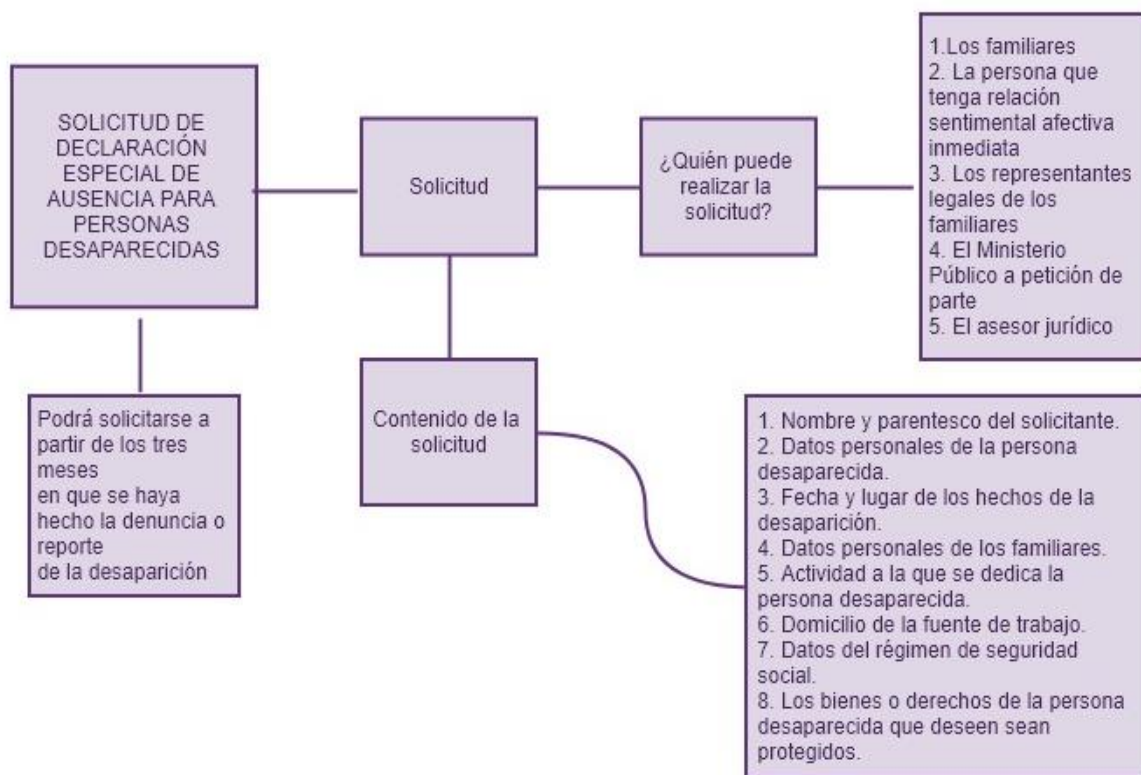 SOLICITUD DE
DECLARACIÓN
ESPECIAL DE
AUSENCIA PARA
PERSONAS
DESAPARECIDAS
Podrá solicitarse a
partir de los tres
meses
en que se haya
hecho la denuncia o
reporte
de la desaparición
Solicitud
¿Quién puede
realizar la
solicitud?
1.Los familiares
2. La persona que
tenga relación
sentimental afectiva
inmediata
3. Los representantes
legales de los
familiares
4. El Ministerio
Público a petición de
parte
5. El asesor jurídico
Contenido de la
solicitud
1. Nombre y parentesco del solicitante.
2. Datos personales de la persona
desaparecida.
3. Fecha y lugar de los hechos de la
desaparición.
4. Datos personales de los familiares.
5. Actividad a la que se dedica la
persona desaparecida.
6. Domicilio de la fuente de trabajo.
7. Datos del régimen de seguridad
social.
8. Los bienes o derechos de la persona
desaparecida que deseen sean
protegidos.